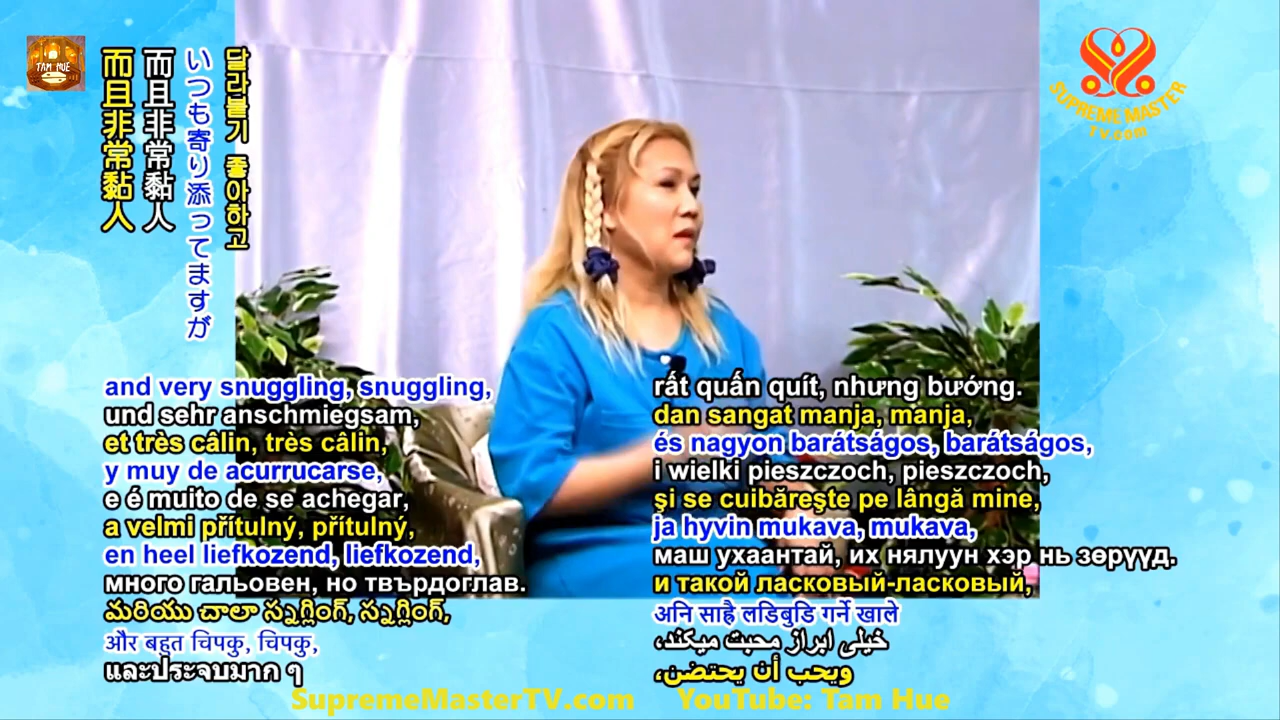 TAM HUE
而且非常黏人
而且非常黏人
いつも寄り添ってますが
달라붙기 좋아하고
SUPREME MASTER
TV.com
and very snuggling, snuggling,
und sehr anschmiegsam,
et très câlin, très câlin,
y muy de acurrucarse,
e é muito de se achegar,
a velmi přítulný, přítulný,
en heel liefkozend, liefkozend,
много гальовен, но твърдоглав.
మరియు చాలా స్నగ్లింగ్, స్నగ్లింగ్,
और बहुत चिपकु, चिपकु,
และประจบมาก ๆ
rất quấn quít, nhưng bướng.
dan sangat manja, manja,
és nagyon barátságos, barátságos,
i wielki pieszczoch, pieszczoch,
şi se cuibăreşte pe lângă mine,
ja hyvin mukava, mukava,
маш ухаантай, их нялуун хэр нь зөрүүд.
и такой ласковый-ласковый,
अनि साह्रै लडिबुडि गर्ने खाले
خیلی ابراز محبت میکند،
ويحب أن يحتضن،
SupremeMasterTV.com
YouTube: Tam Hue